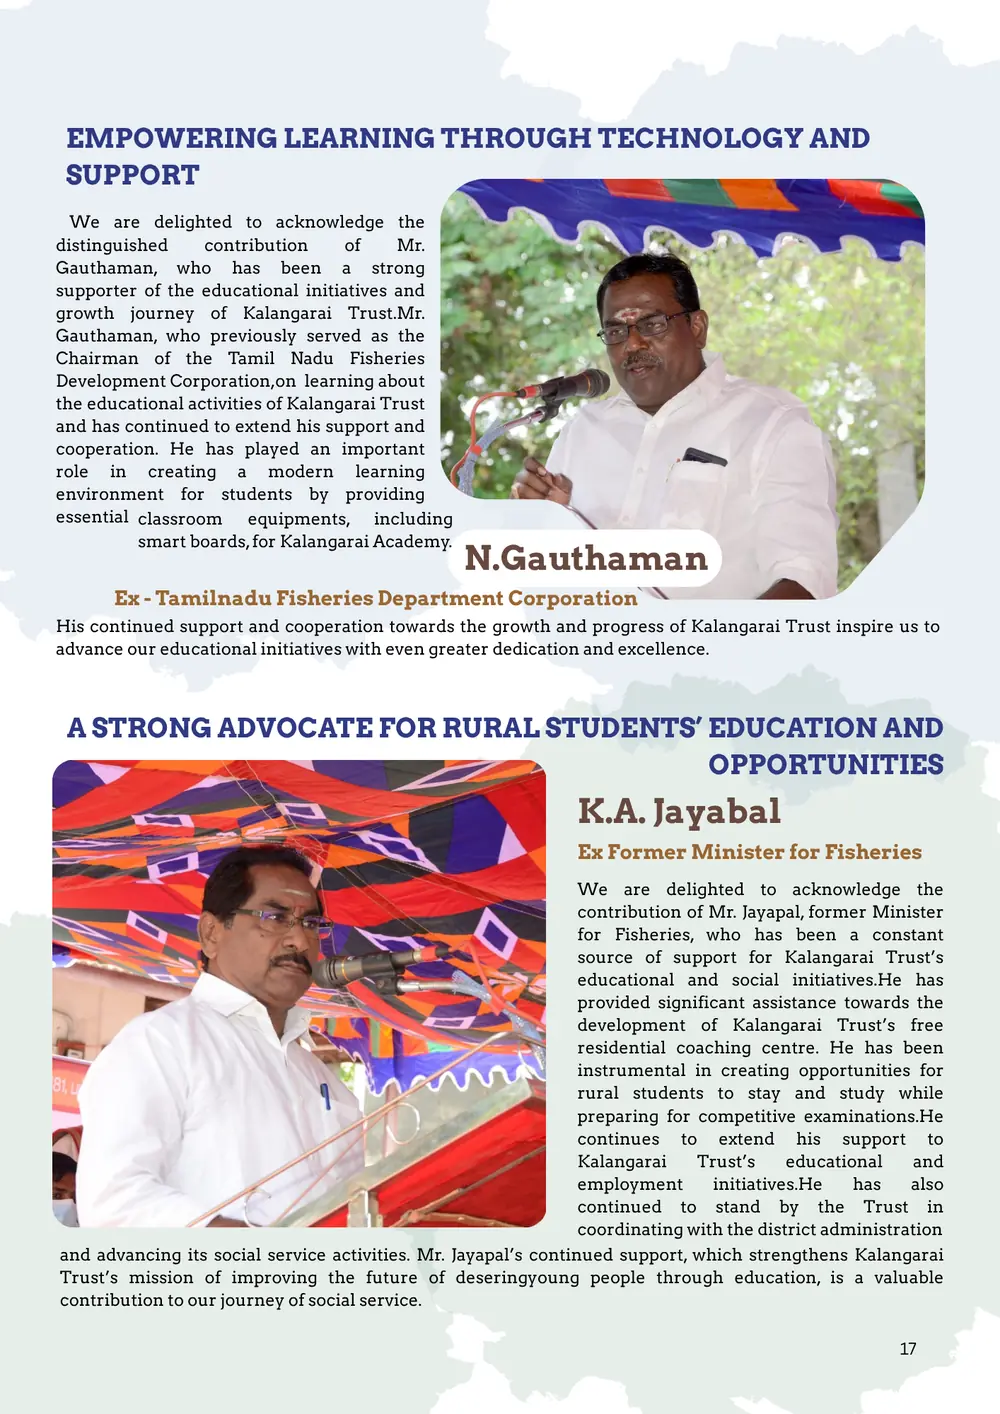 EMPOWERING LEARNING THROUGH TECHNOLOGY AND
SUPPORT
We are delighted to acknowledge the
distinguished contribution of Mr.
Gauthaman, who has been a strong
supporter of the educational initiatives and
growth journey of Kalangarai Trust.Mr.
Gauthaman, who previously served as the
Chairman of the Tamil Nadu Fisheries
Development Corporation,on learning about
the educational activities of Kalangarai Trust
and has continued to extend his support and
cooperation. He has played an important
role in creating a modern learning
environment for students by providing
essential classroom equipments, including
smart boards, for Kalangarai Academy.
N.Gauthaman
Ex - Tamilnadu Fisheries Department Corporation
His continued support and cooperation towards the growth and progress of Kalangarai Trust inspire us to
advance our educational initiatives with even greater dedication and excellence.
A STRONG ADVOCATE FOR RURAL STUDENTS’ EDUCATION AND
OPPORTUNITIES
K.A. Jayabal
Ex Former Minister for Fisheries
We are delighted to acknowledge the
contribution of Mr. Jayapal, former Minister
for Fisheries, who has been a constant
source of support for Kalangarai Trust’s
educational and social initiatives.He has
provided significant assistance towards the
development of Kalangarai Trust’s free
residential coaching centre. He has been
instrumental in creating opportunities for
rural students to stay and study while
preparing for competitive examinations.He
continues to extend his support to
Kalangarai Trust’s educational and
employment initiatives.He has also
continued to stand by the Trust in
coordinating with the district administration
and advancing its social service activities. Mr. Jayapal’s continued support, which strengthens Kalangarai
Trust’s mission of improving the future of deseringyoung people through education, is a valuable
contribution to our journey of social service.
17